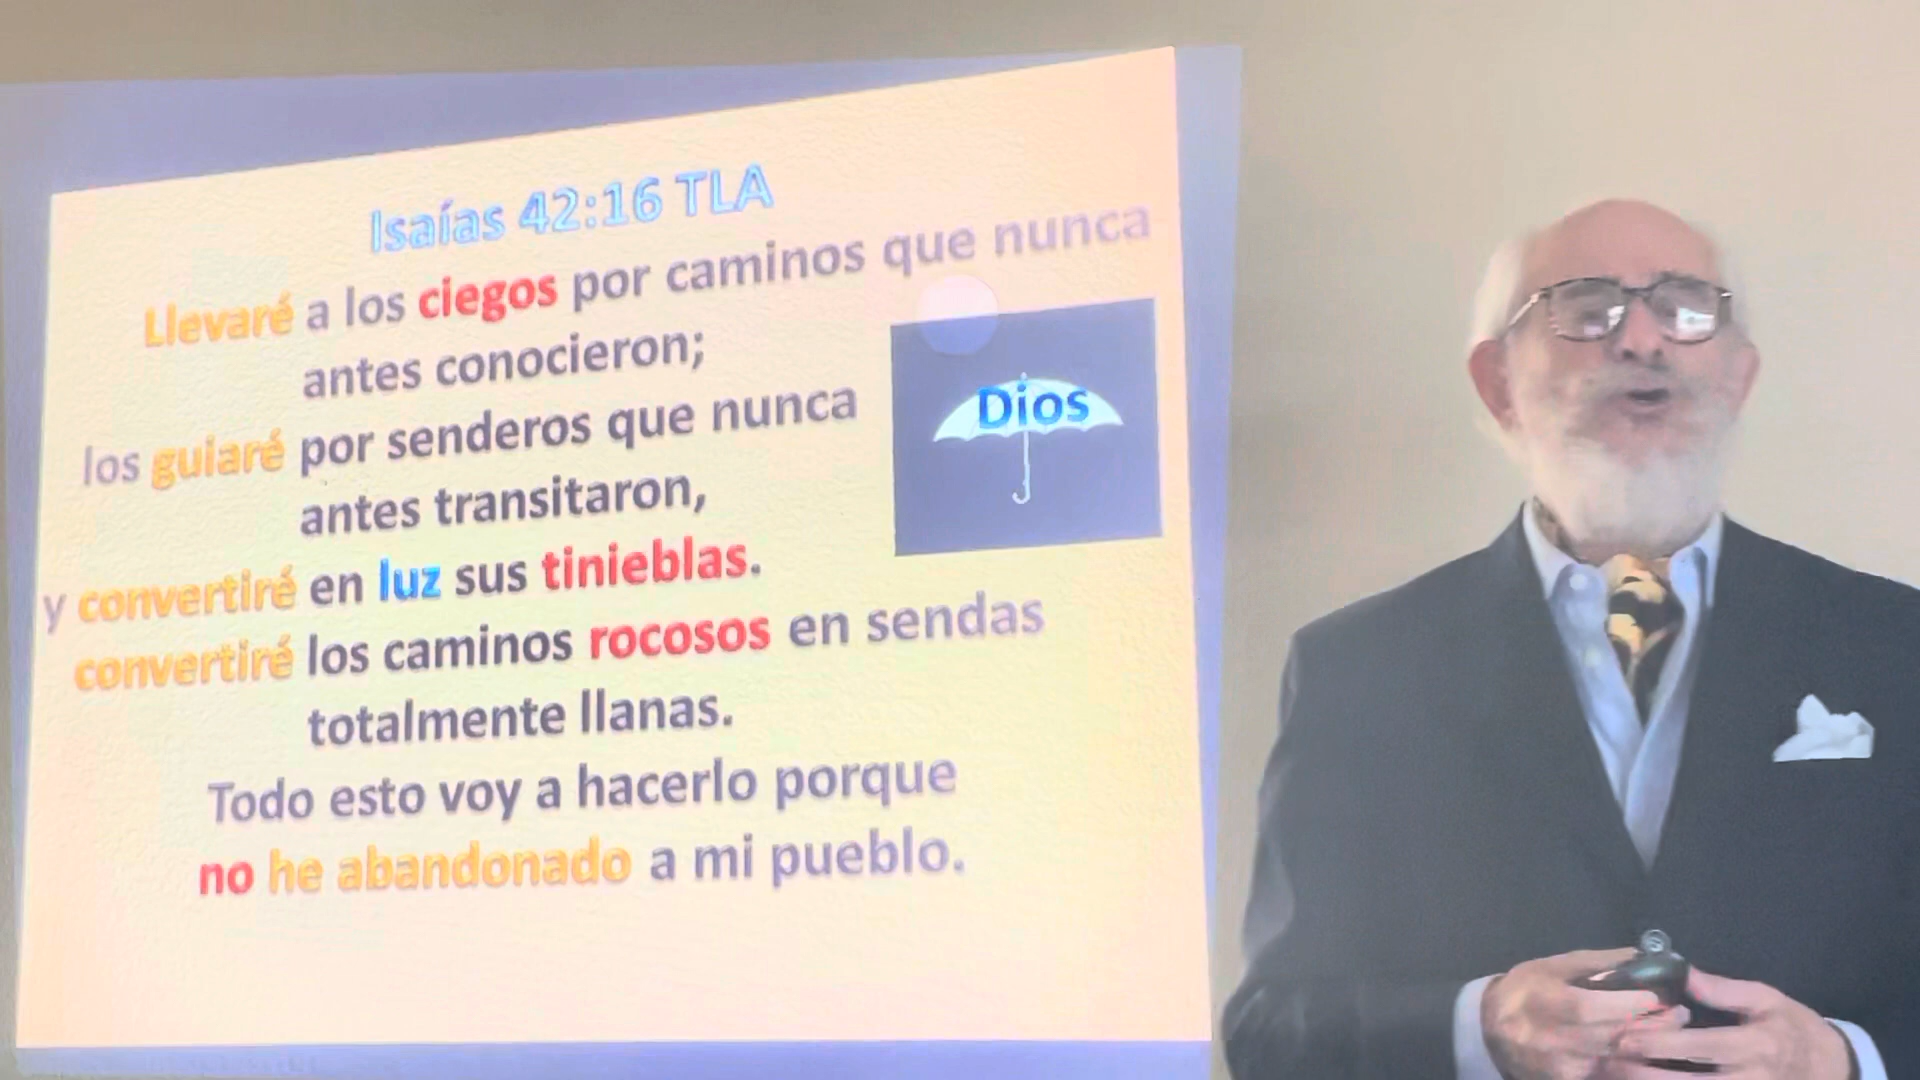 Isaías 42:16 TLA
Llevaré a los ciegos por caminos que nunca
antes conocieron;
los guiaré por senderos que nunca
antes transitaron,
y convertiré en luz sus tinieblas.
convertiré los caminos rocosos en sendas
totalmente llanas.
Todo esto voy a hacerlo porque
no he abandonado a mi pueblo.
Dios